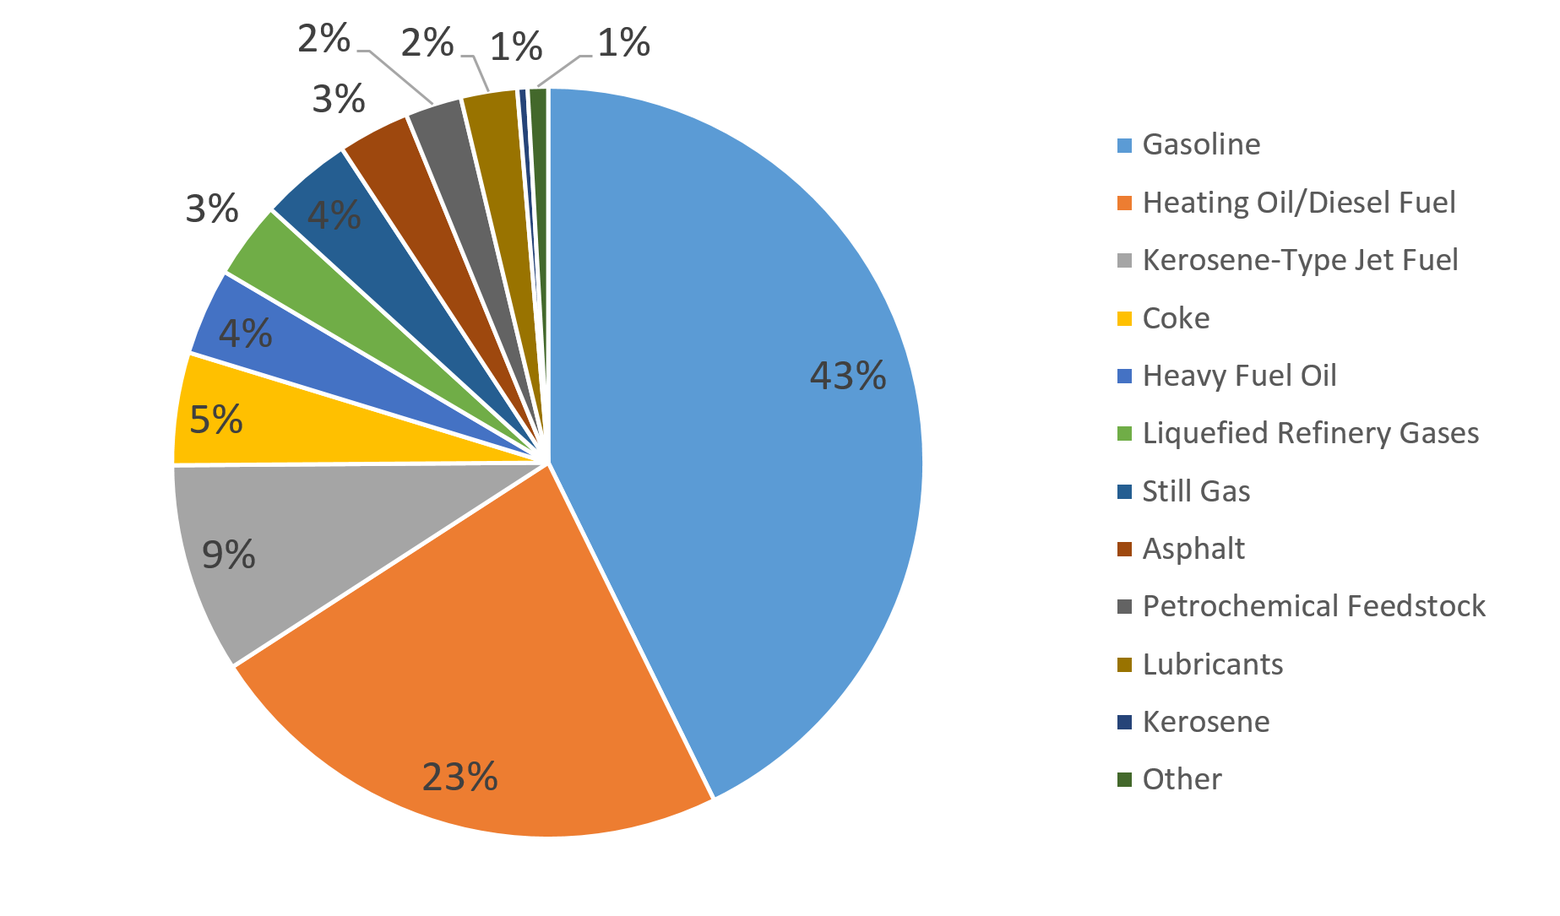 2%
2%
1%
1%
3%
3%
4%
4%
5%
9%
23%
43%
Gasoline
Heating Oil/Diesel Fuel
Kerosene-Type Jet Fuel
Coke
Heavy Fuel Oil
Liquefied Refinery Gases
Still Gas
Asphalt
Petrochemical Feedstock
Lubricants
Kerosene
Other